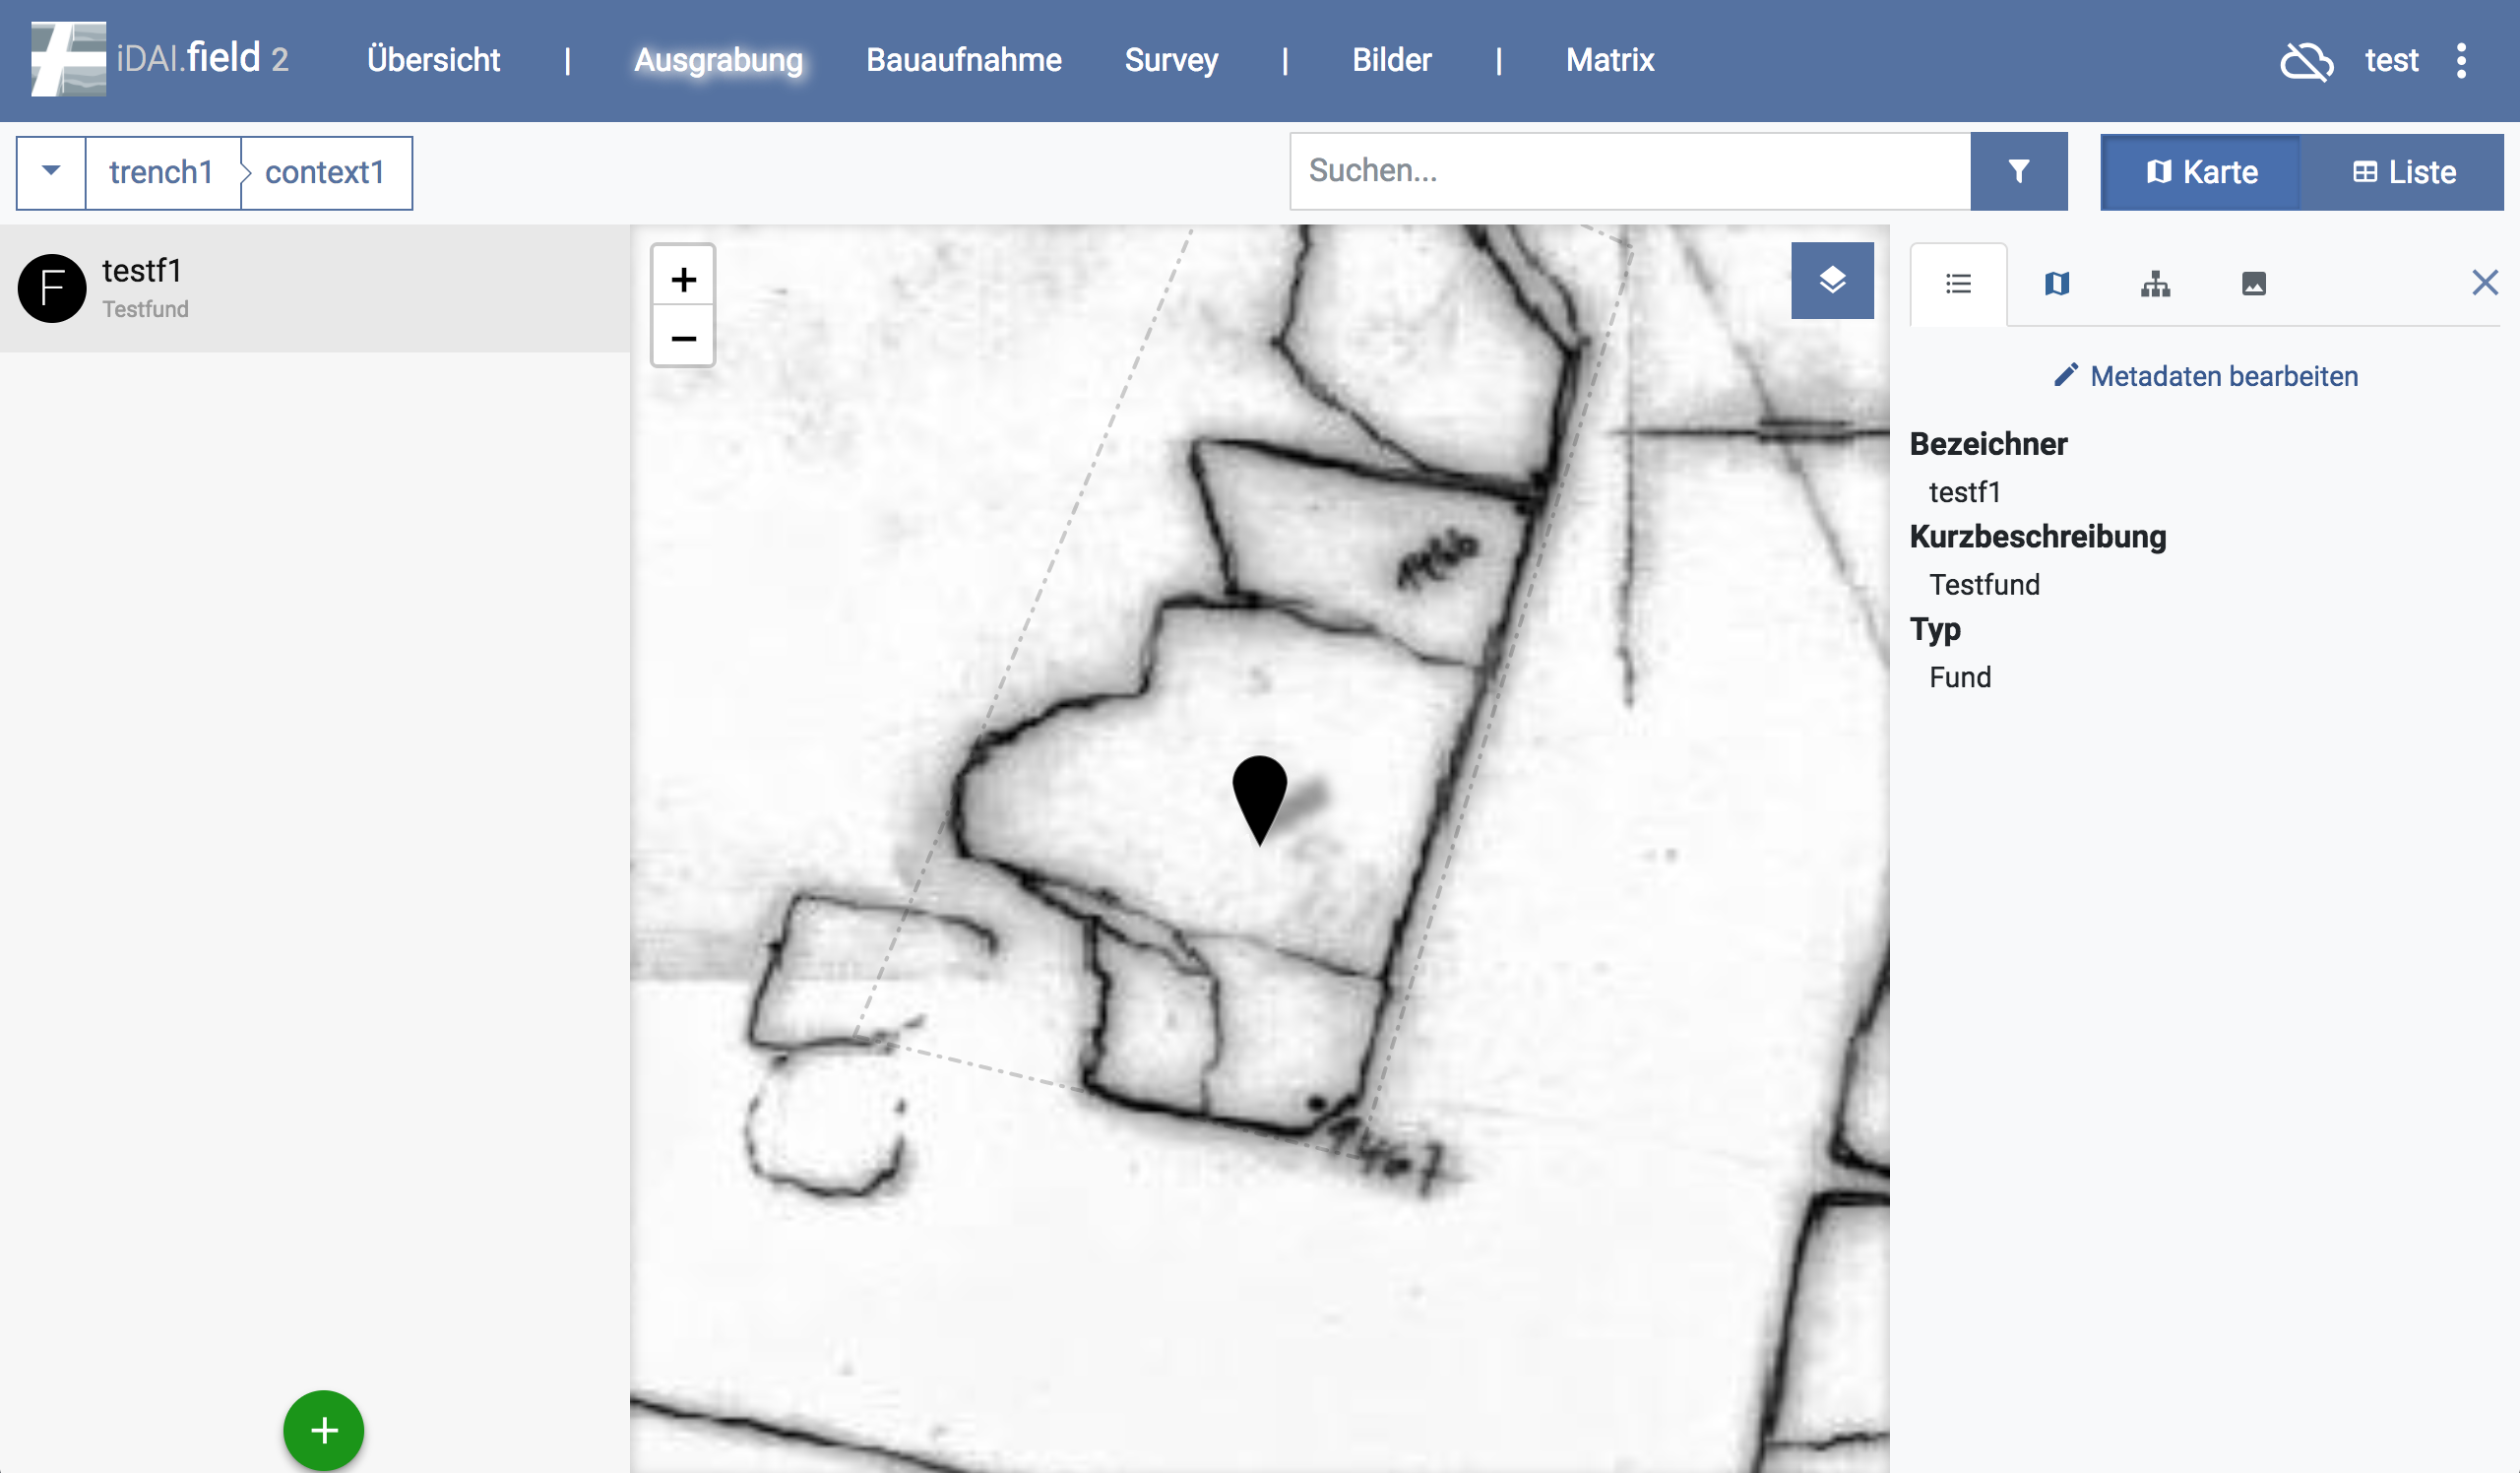 iDAI.field 2 Übersicht | Ausgrabung Bauaufnahme Survey | Bilder | Matrix test
trench1 context1 Suchen... Karte Liste
F testf1
Testfund
+
−
Metadaten bearbeiten
Bezeichner
testf1
Kurzbeschreibung
Testfund
Typ
Fund
+